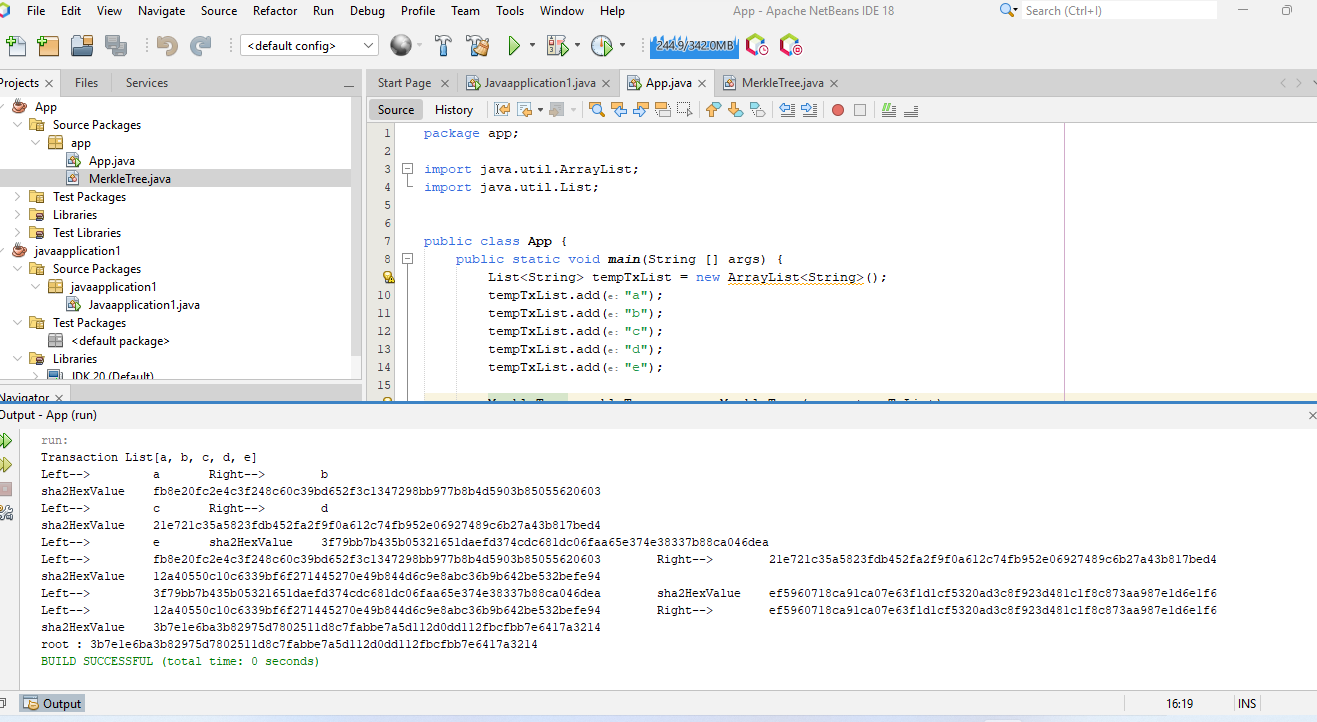 File Edit View Navigate Source Refactor Run Debug Profile Team Tools Window Help App - Apache NetBeans IDE 18 Search (Ctrl+I)
<default config> 244.9/342.0MB
Projects Files Services
Start Page Javaapplication1.java App.java MerkleTree.java
Source History
App
Source Packages
app
App.java
MerkleTree.java
Test Packages
Libraries
Test Libraries
javaapplication1
Source Packages
javaapplication1
Javaapplication1.java
Test Packages
<default package>
Libraries
JDK 20 (Default)
Navigator
1 package app;
2
3 import java.util.ArrayList;
4 import java.util.List;
5
6
7 public class App {
8 public static void main(String [] args) {
List<String> tempTxList = new ArrayList<String>();
10 tempTxList.add(e: "a");
11 tempTxList.add(e: "b");
12 tempTxList.add(e: "c");
13 tempTxList.add(e: "d");
14 tempTxList.add(e: "e");
15
Output - App (run)
run:
Transaction List[a, b, c, d, e]
Left--> a Right--> b
sha2HexValue fb8e20fc2e4c3f248c60c39bd652f3c1347298bb977b8b4d5903b85055620603
Left--> c Right--> d
sha2HexValue 21e721c35a5823fdb452fa2f9f0a612c74fb952e06927489c6b27a43b817bed4
Left--> e sha2HexValue 3f79bb7b435b05321651daefd374cdc681dc06faa65e374e38337b88ca046dea
Left--> fb8e20fc2e4c3f248c60c39bd652f3c1347298bb977b8b4d5903b85055620603 Right--> 21e721c35a5823fdb452fa2f9f0a612c74fb952e06927489c6b27a43b817bed4
sha2HexValue 12a40550c10c6339bf6f271445270e49b844d6c9e8abc36b9b642be532befe94
Left--> 3f79bb7b435b05321651daefd374cdc681dc06faa65e374e38337b88ca046dea sha2HexValue ef5960718ca91ca07e63f1d1cf5320ad3c8f923d481c1f8c873aa987e1d6e1f6
Left--> 12a40550c10c6339bf6f271445270e49b844d6c9e8abc36b9b642be532befe94 Right--> ef5960718ca91ca07e63f1d1cf5320ad3c8f923d481c1f8c873aa987e1d6e1f6
sha2HexValue 3b7e1e6ba3b82975d7802511d8c7fabbe7a5d112d0dd112fbcfbb7e6417a3214
root : 3b7e1e6ba3b82975d7802511d8c7fabbe7a5d112d0dd112fbcfbb7e6417a3214
BUILD SUCCESSFUL (total time: 0 seconds)
Output 16:19 INS